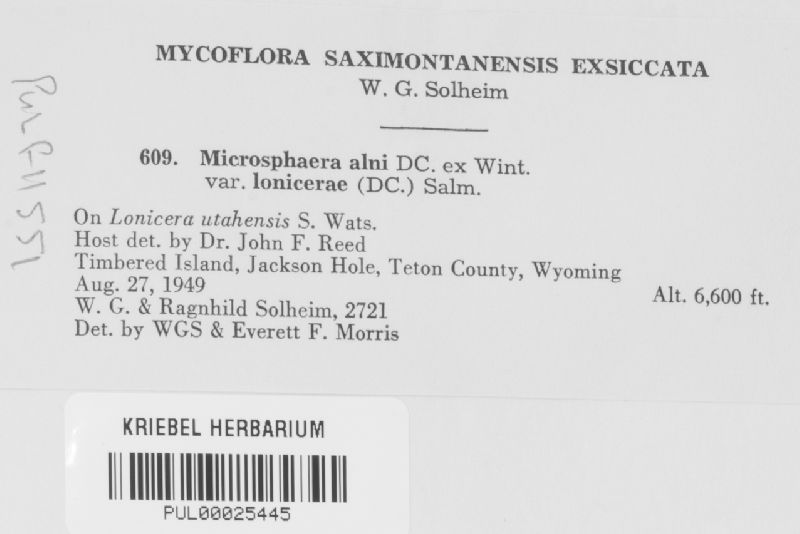 MYCOFLORA SAXIMONTANENSIS EXSICCATA
W. G. Solheim
609. Microsphaera alni DC. ex Wint.
var. lonicerae (DC.) Salm.
On Lonicera utahensis S. Wats.
Host det. by Dr. John F. Reed
Timbered Island, Jackson Hole, Teton County, Wyoming
Aug. 27, 1949
Alt. 6,600 ft.
W. G. & Ragnhild Solheim, 2721
Det. by WGS & Everett F. Morris
KRIEBEL HERBARIUM
PUL00025445